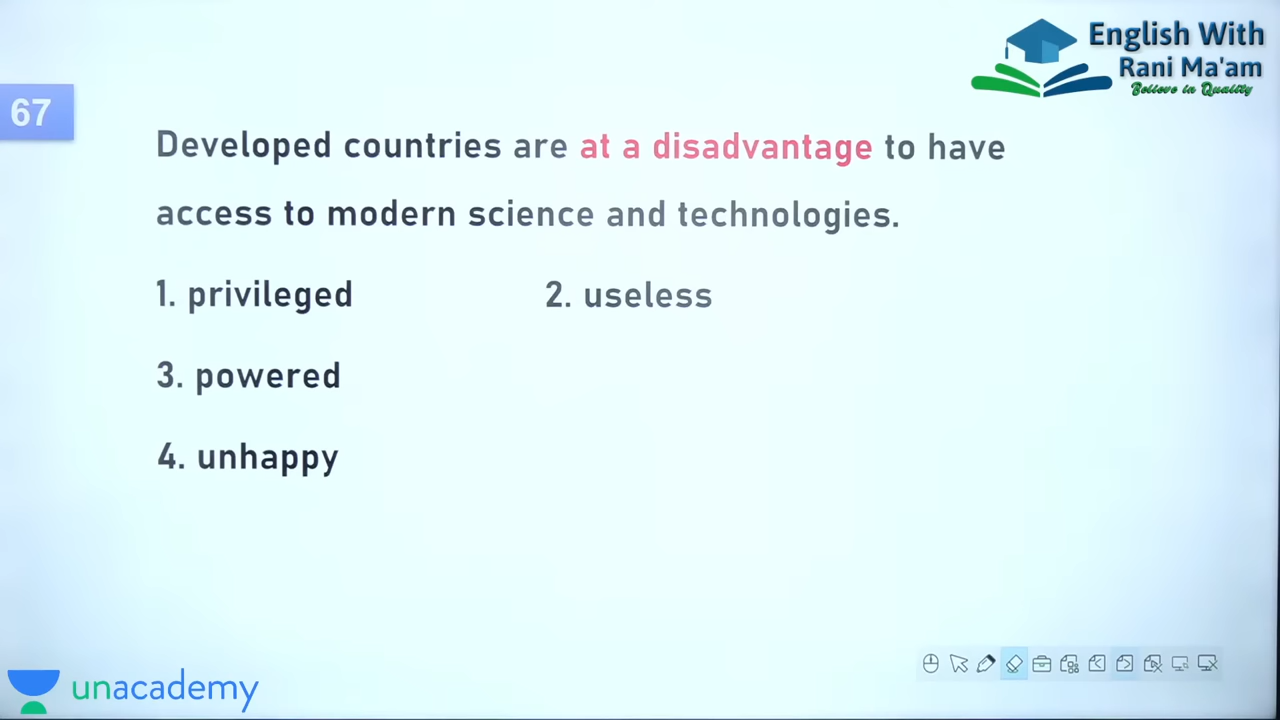 English With
Rani Ma'am
Believe in Quality
67
Developed countries are at a disadvantage to have
access to modern science and technologies.
1. privileged 2. useless
3. powered
4. unhappy
unacademy